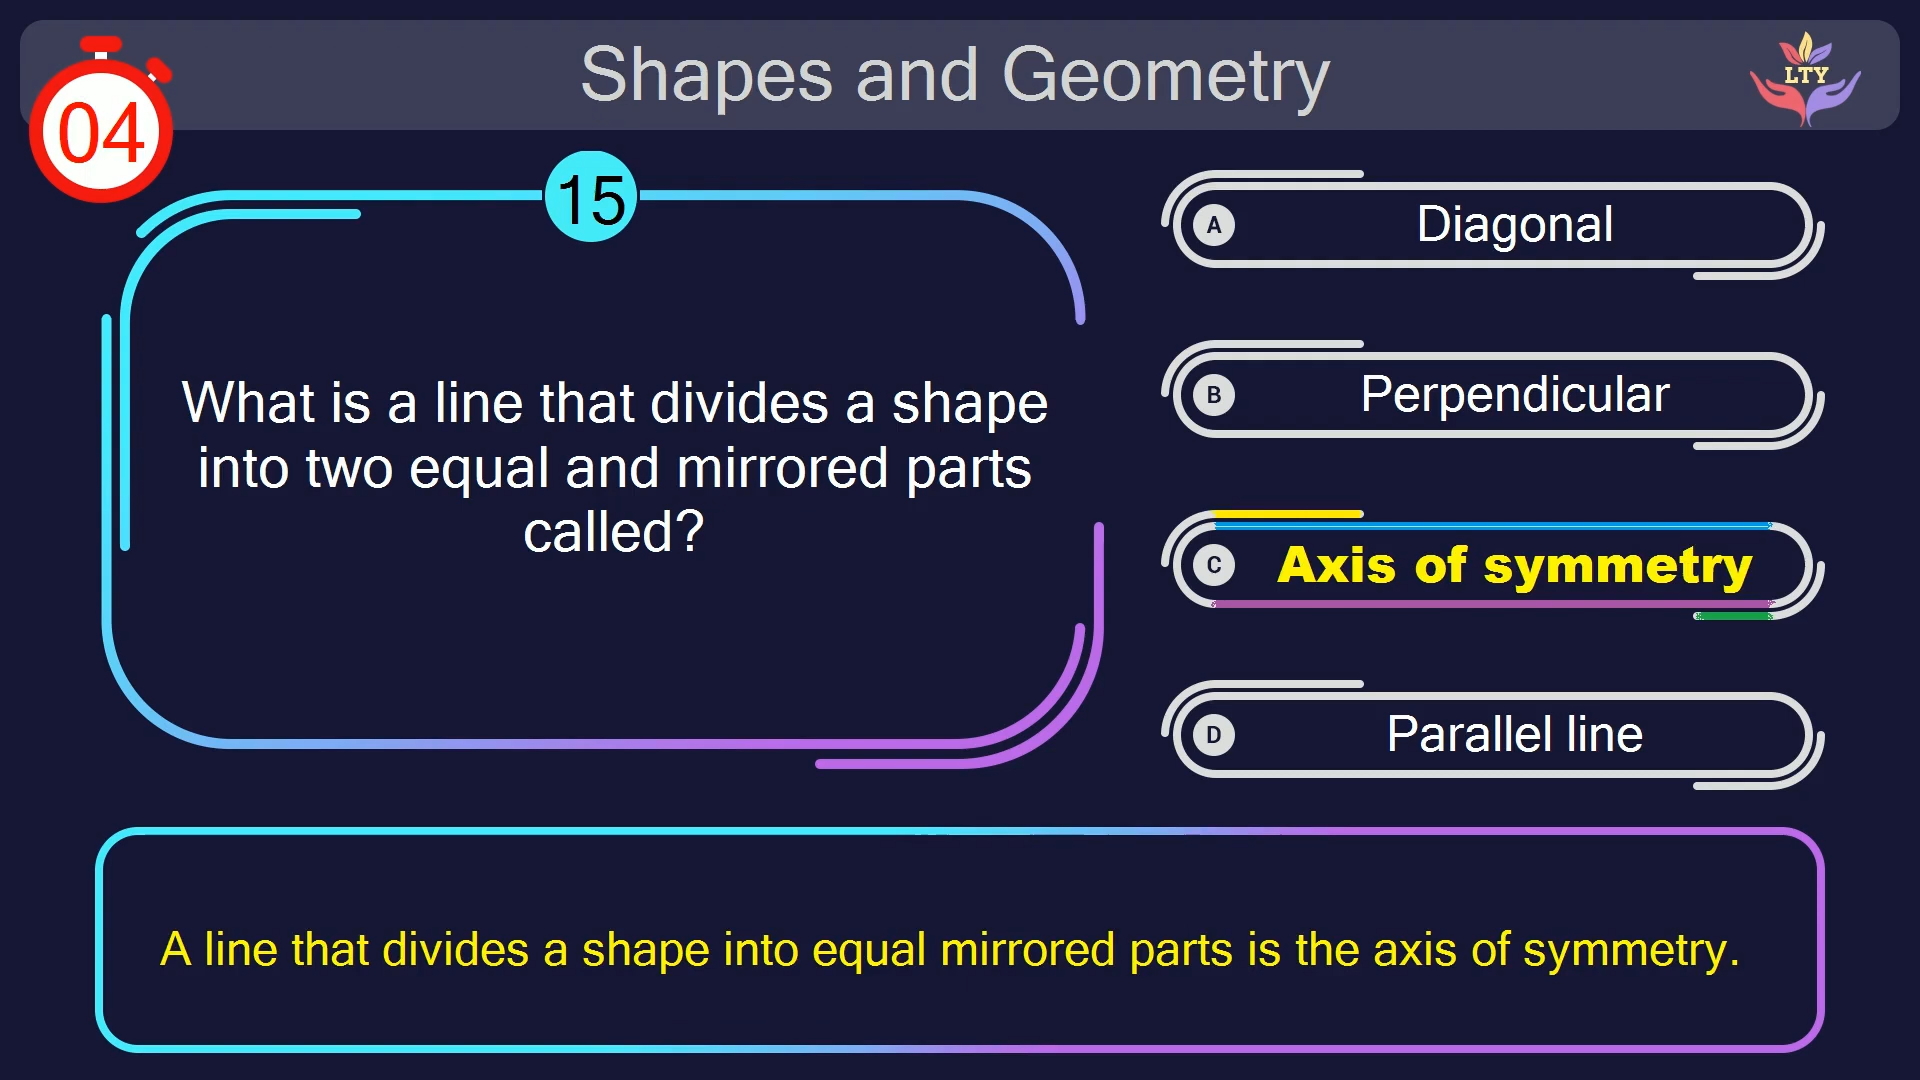 Shapes and Geometry
LTY
04
15
What is a line that divides a shape
into two equal and mirrored parts
called?
A Diagonal
B Perpendicular
C Axis of symmetry
D Parallel line
A line that divides a shape into equal mirrored parts is the axis of symmetry.